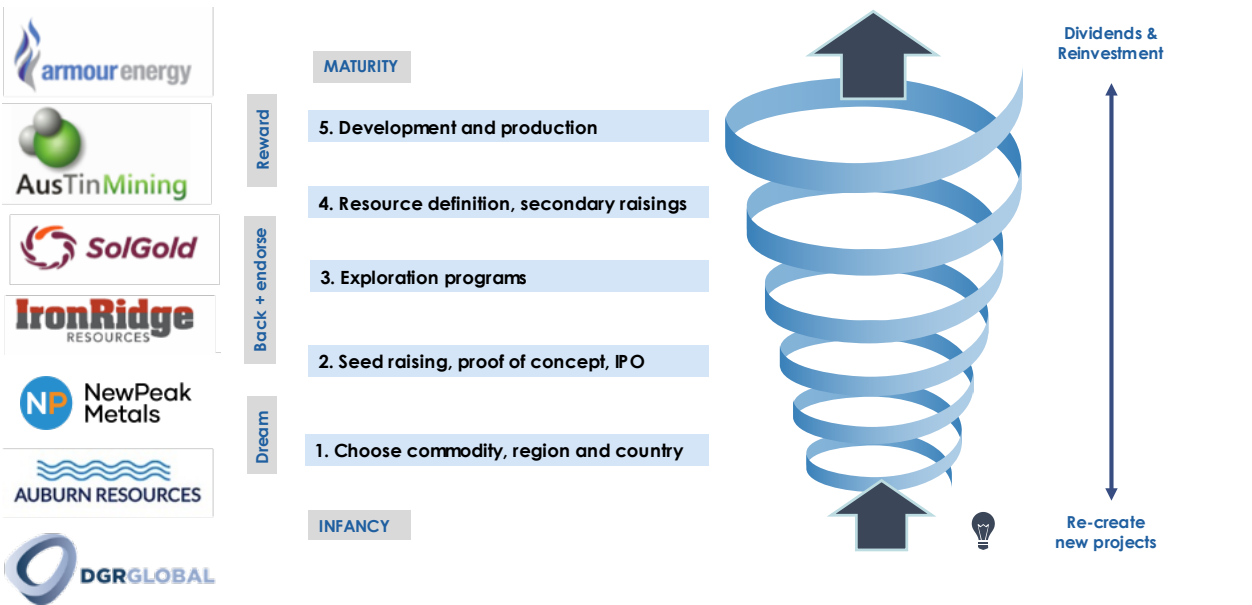 armour energy
AusTinMining
SolGold
IronRidge
RESOURCES
NP
NewPeak
Metals
AUBURN RESOURCES
DGRGLOBAL
Reward
Back + endorse
Dream
MATURITY
5. Development and production
4. Resource definition, secondary raisings
3. Exploration programs
2. Seed raising, proof of concept, IPO
1. Choose commodity, region and country
INFANCY
Dividends &
Reinvestment
Re-create
new projects